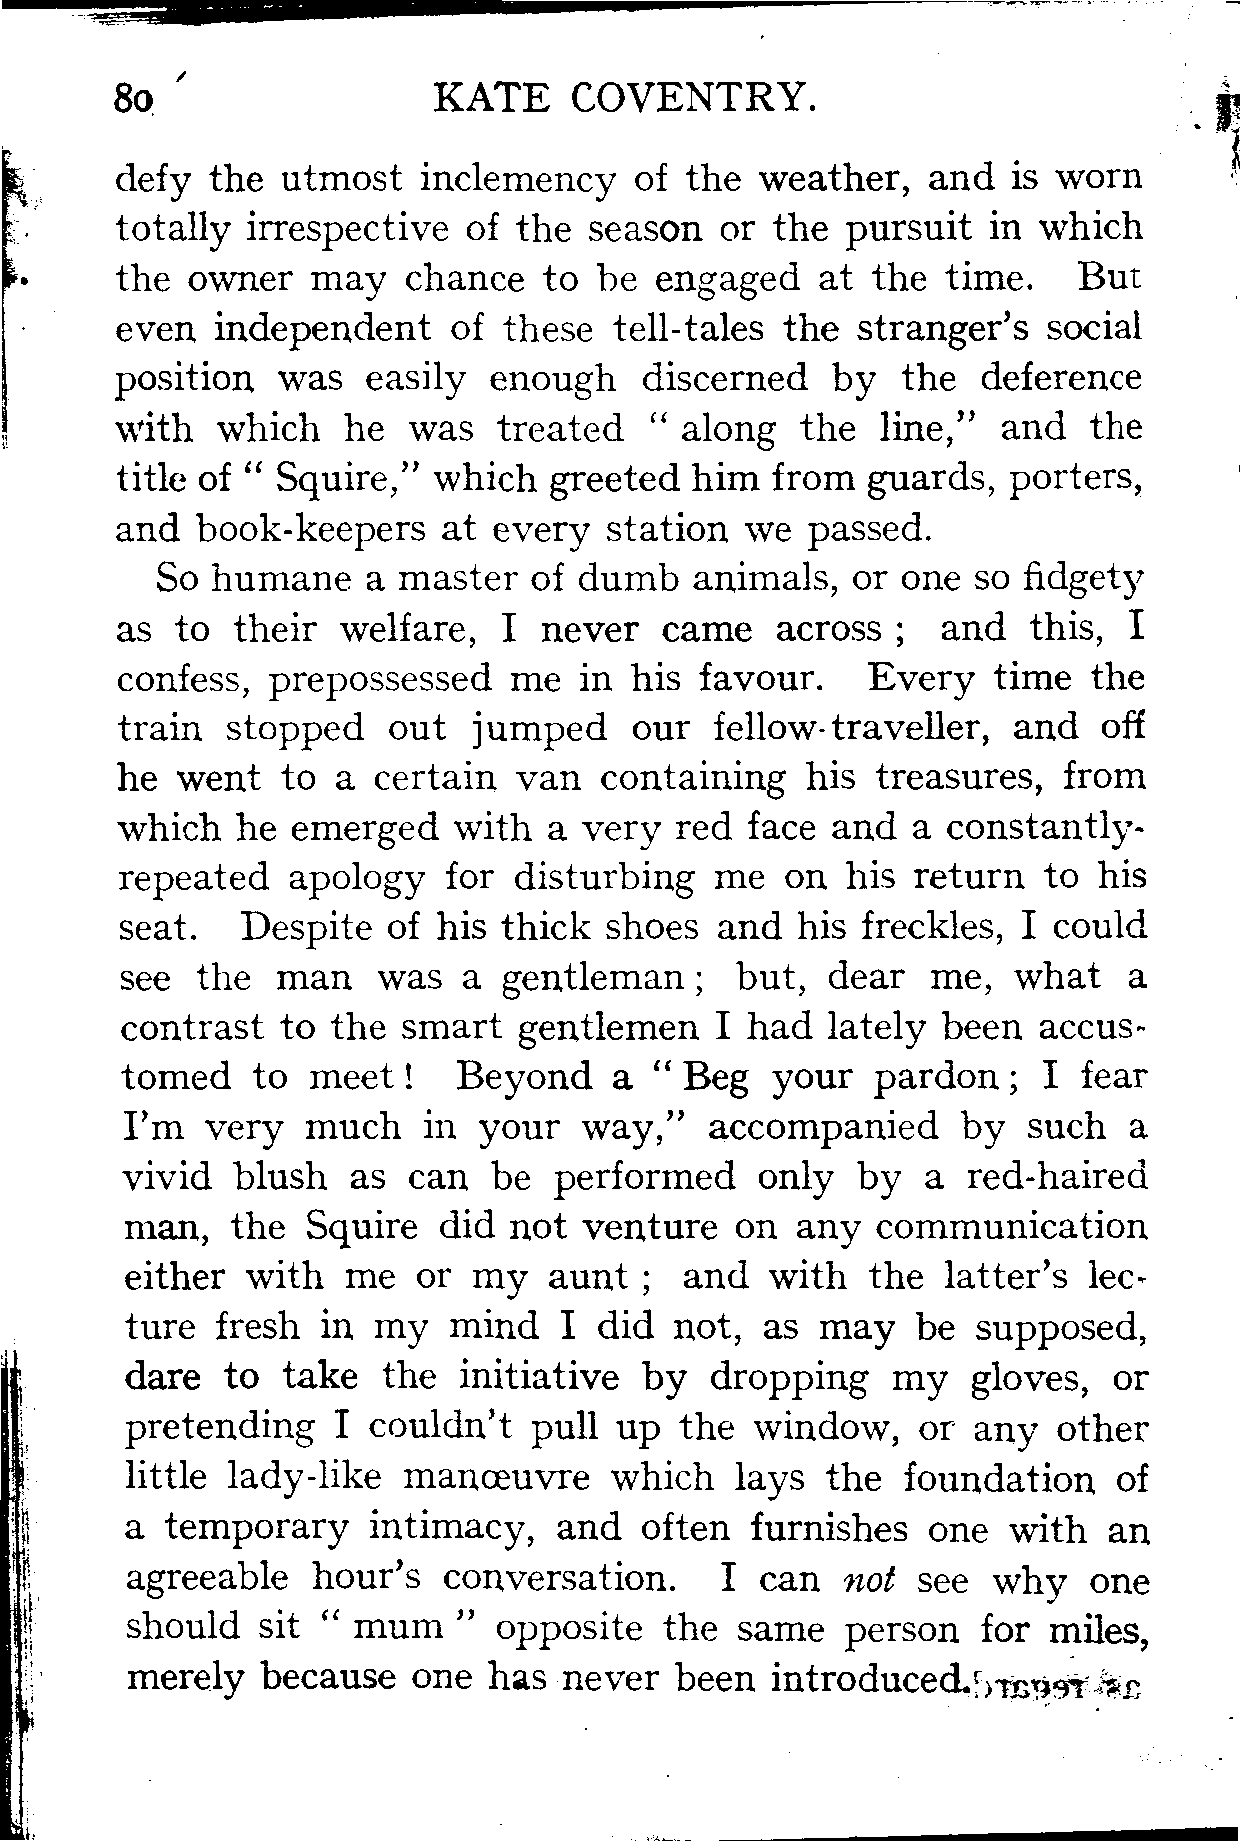 80 KATE COVENTRY.
defy the utmost inclemency of the weather, and is worn
totally irrespective of the season or the pursuit in which
the owner may chance to be engaged at the time. But
even independent of these tell-tales the stranger's social
position was easily enough discerned by the deference
with which he was treated " along the line," and the
title of " Squire," which greeted him from guards, porters,
and book-keepers at every station we passed.
So humane a master of dumb animals, or one so fidgety
as to their welfare, I never came across ; and this, I
confess, prepossessed me in his favour. Every time the
train stopped out jumped our fellow-traveller, and off
he went to a certain van containing his treasures, from
which he emerged with a very red face and a constantly-
repeated apology for disturbing me on his return to his
seat. Despite of his thick shoes and his freckles, I could
see the man was a gentleman ; but, dear me, what a
contrast to the smart gentlemen I had lately been accus-
tomed to meet ! Beyond a " Beg your pardon ; I fear
I'm very much in your way," accompanied by such a
vivid blush as can be performed only by a red-haired
man, the Squire did not venture on any communication
either with me or my aunt ; and with the latter's lec-
ture fresh in my mind I did not, as may be supposed,
dare to take the initiative by dropping my gloves, or
pretending I couldn't pull up the window, or any other
little lady-like manœuvre which lays the foundation of
a temporary intimacy, and often furnishes one with an
agreeable hour's conversation. I can not see why one
should sit " mum " opposite the same person for miles,
merely because one has never been introduced.